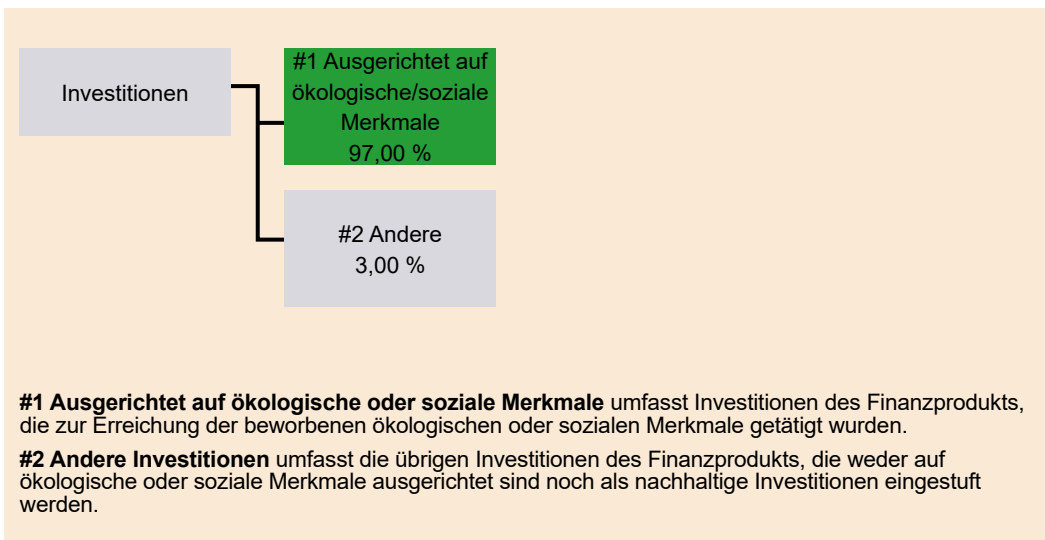 Investitionen
#1 Ausgerichtet auf
ökologische/soziale
Merkmale
97,00 %
#2 Andere
3,00 %
#1 Ausgerichtet auf ökologische oder soziale Merkmale umfasst Investitionen des Finanzprodukts,
die zur Erreichung der beworbenen ökologischen oder sozialen Merkmale getätigt wurden.
#2 Andere Investitionen umfasst die übrigen Investitionen des Finanzprodukts, die weder auf
ökologische oder soziale Merkmale ausgerichtet sind noch als nachhaltige Investitionen eingestuft
werden.